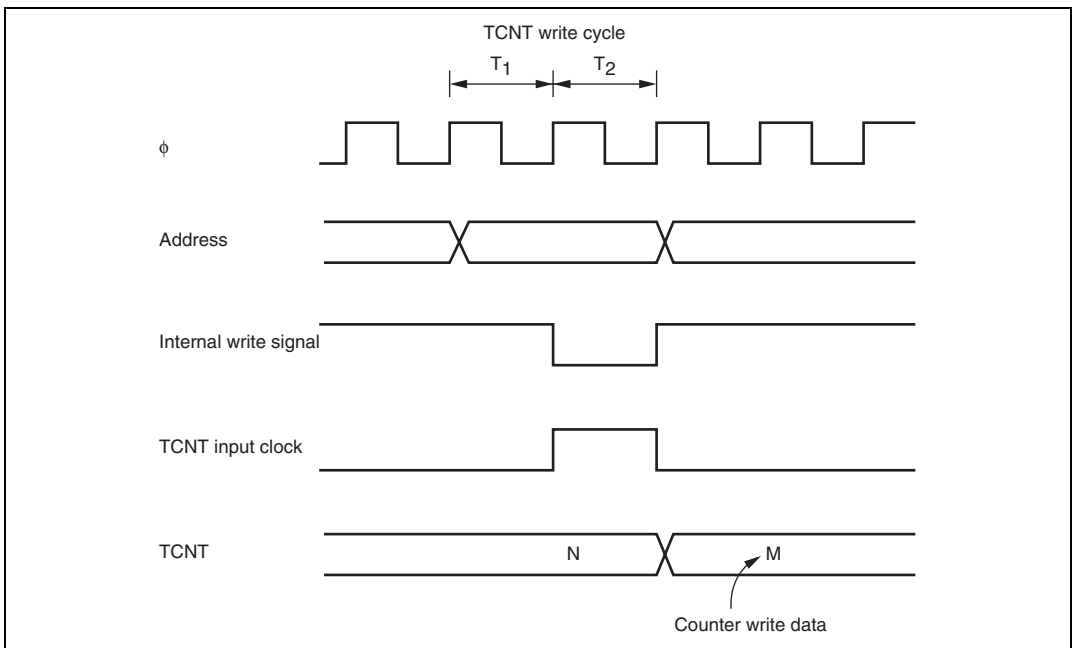 TCNT write cycle
T1 T2
ϕ
Address
Internal write signal
TCNT input clock
TCNT N M
Counter write data